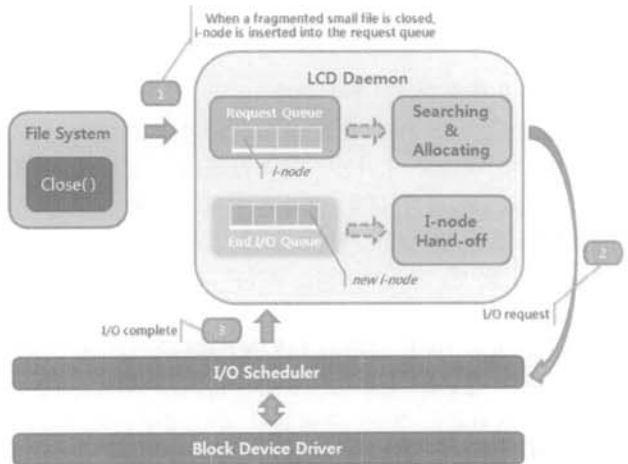 When a fragmented small file is closed,
i-node is inserted into the request queue
1
LCD Daemon
File System
Close()
Request Queue
i-node
Searching
&
Allocating
End I/O Queue
new i-node
I-node
Hand-off
2
I/O request
I/O complete
3
I/O Scheduler
Block Device Driver